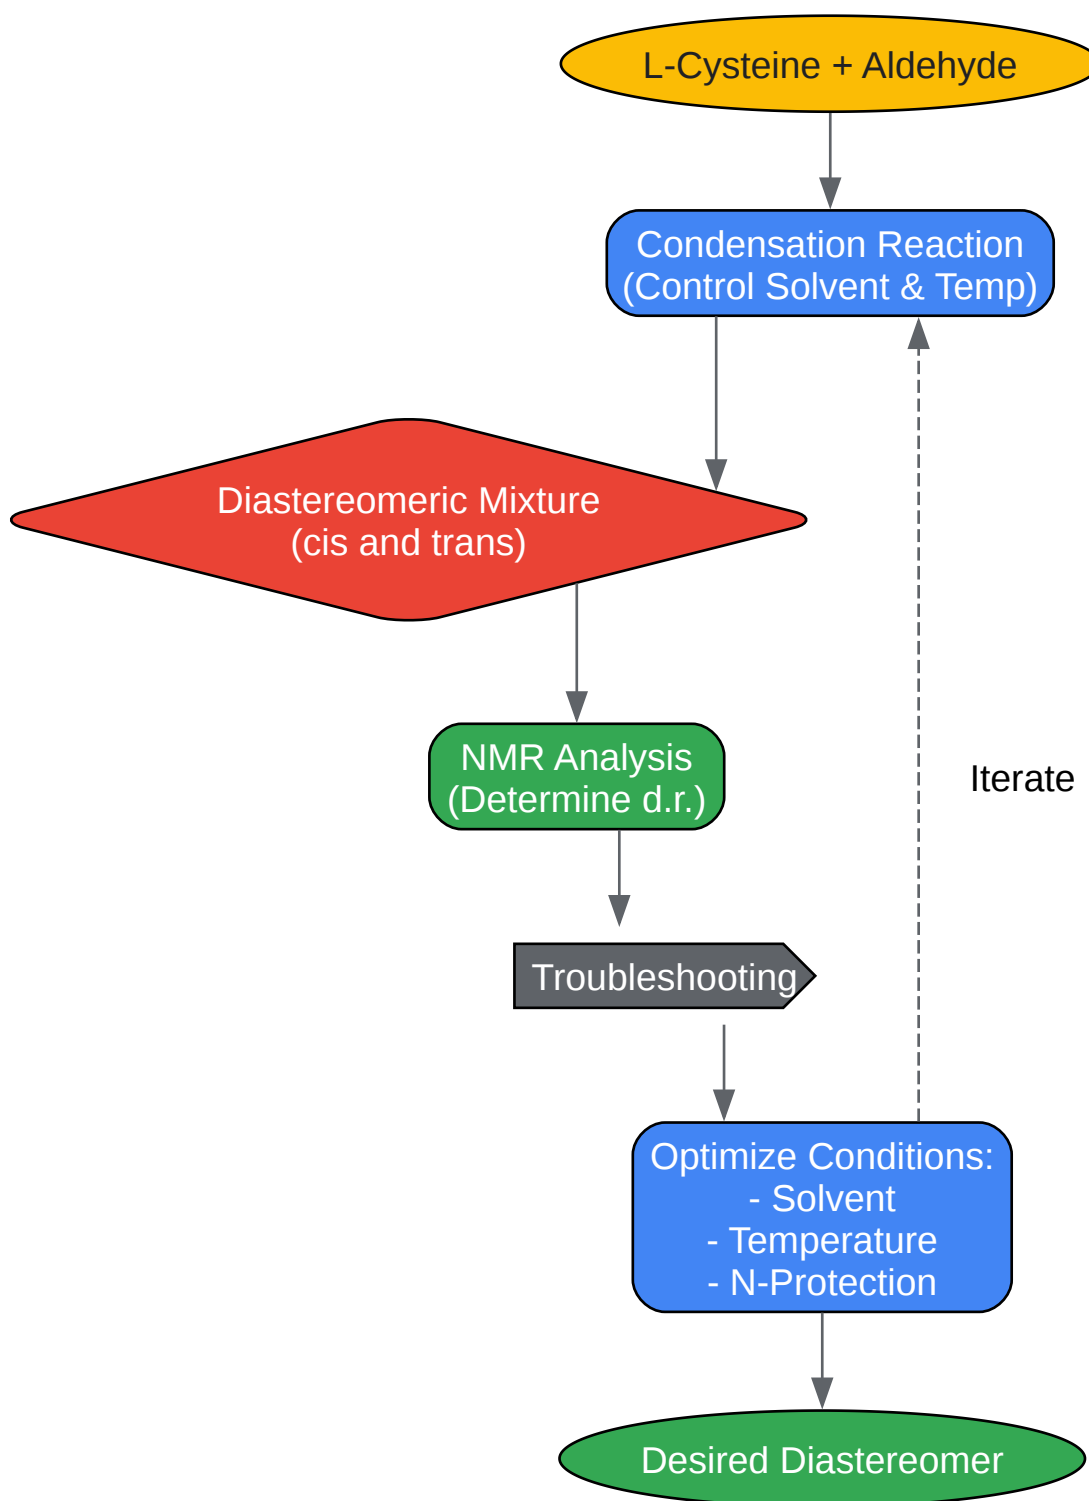 L-Cysteine + Aldehyde
Condensation Reaction
(Control Solvent & Temp)
Diastereomeric Mixture
(cis and trans)
NMR Analysis
(Determine d.r.)
Iterate
Troubleshooting
Optimize Conditions:
- Solvent
- Temperature
- N-Protection
Desired Diastereomer